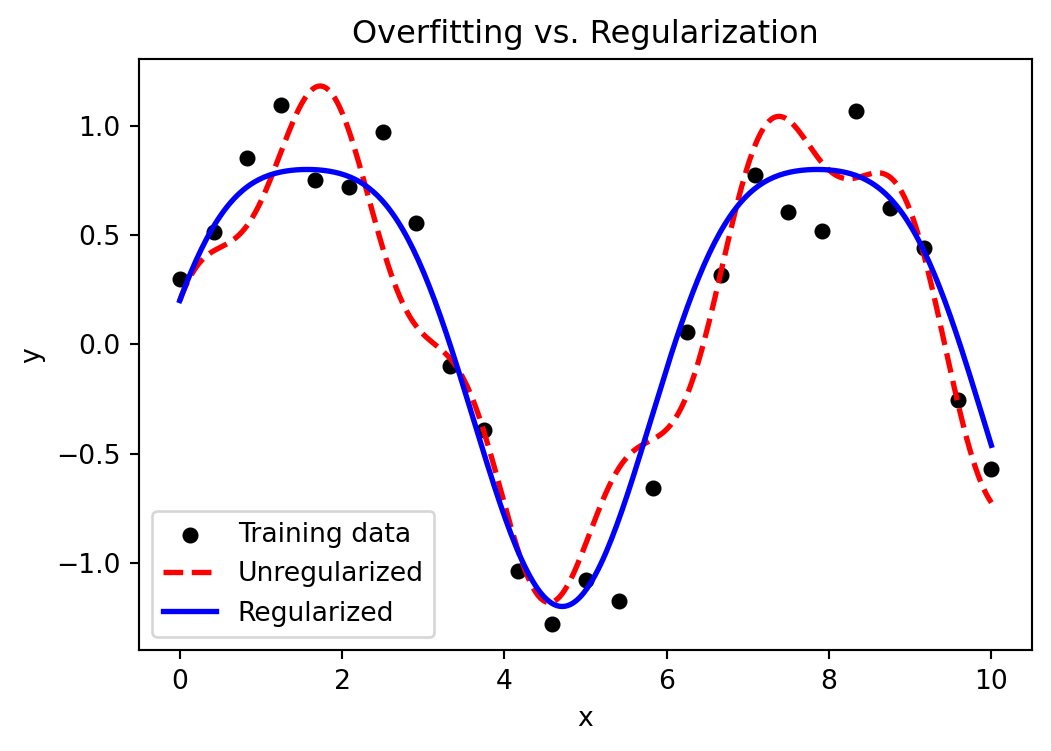 Overfitting vs. Regularization
y
1.0
0.5
0.0
−0.5
−1.0
Training data
Unregularized
Regularized
0 2 4 6 8 10
x